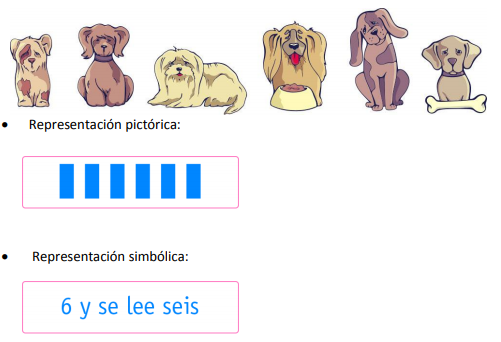 • Representación pictórica:
• Representación simbólica:
6 y se lee seis